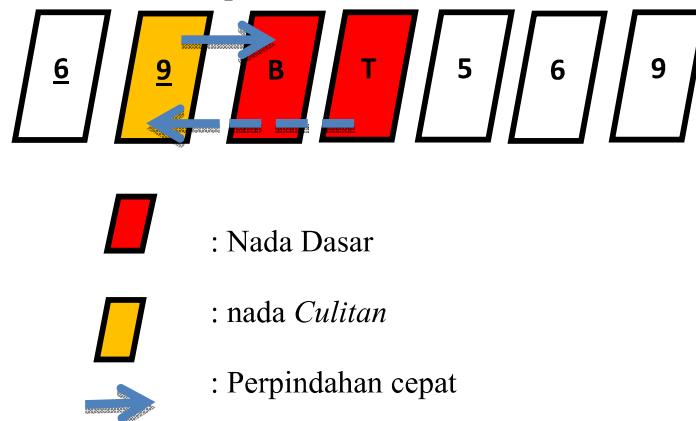 6 9 B T 5 6 9
: Nada Dasar
: nada Culitan
: Perpindahan cepat